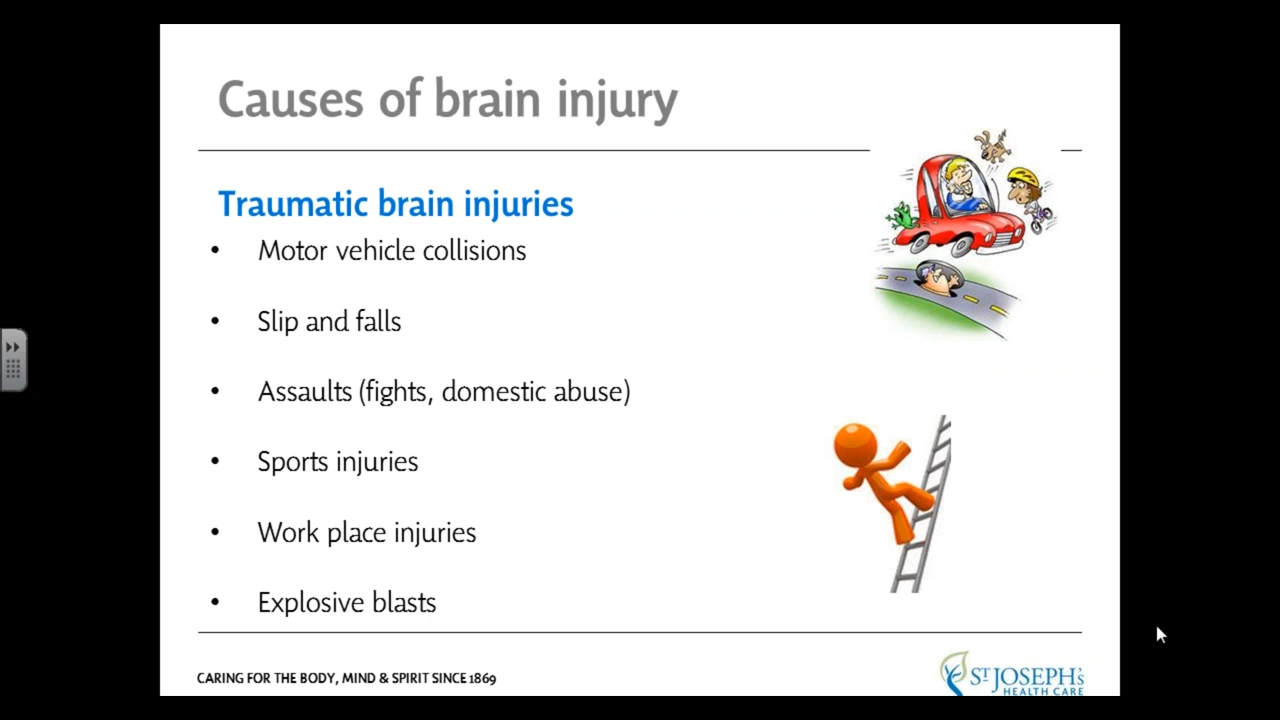 Causes of brain injury
Traumatic brain injuries
• Motor vehicle collisions
• Slip and falls
• Assaults (fights, domestic abuse)
• Sports injuries
• Work place injuries
• Explosive blasts
CARING FOR THE BODY, MIND & SPIRIT SINCE 1869
ST JOSEPH'S
HEALTH CARE